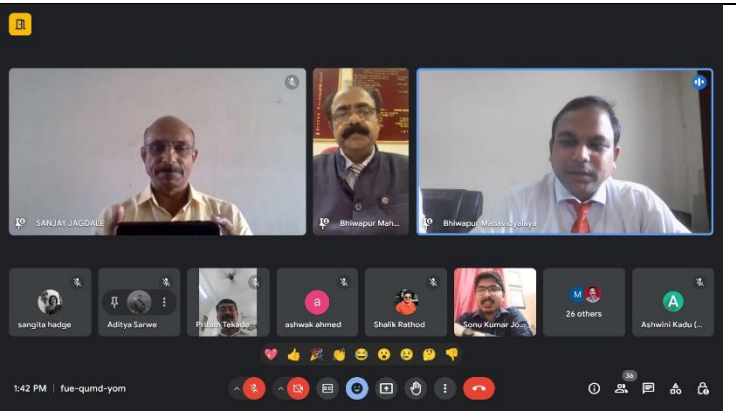 SANJAY JAGDALE
Bhiwapur Mah...
Bhiwapur Mahavidyalaya
sangita hadge
Aditya Sarwe
Pritam Tekade
a
ashwak ahmed
Shalik Rathod
Sonu Kumar Jo...
M
26 others
A
Ashwini Kadu (...
1:42 PM | fue-qumd-yom
36